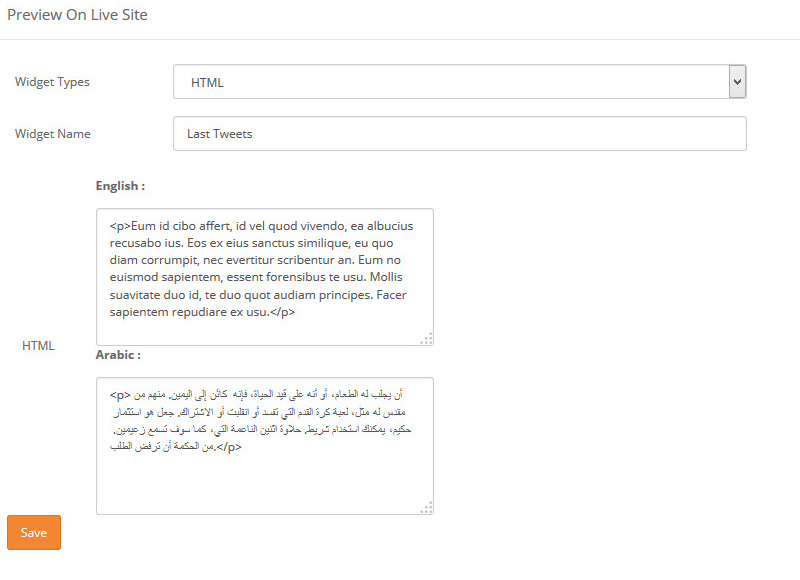 Preview On Live Site
Widget Types
HTML
Widget Name
Last Tweets
English :
<p>Eum id cibo affert, id vel quod vivendo, ea albucius
recusabo ius. Eos ex eius sanctus similique, eu quo
diam corrumpit, nec evertitur scribentur an. Eum no
euismod sapientem, essent forensibus te usu. Mollis
suavitate duo id, te duo quot audiam principes. Facer
sapientem repudiare ex usu.</p>
HTML
Arabic :
<p> أن يجلب له الطعام، أو أنه على قيد الحياة، فإنه كائن إلى اليمين. منهم من
مقدس له مثل، لعبة كرة القدم التي تفسد أو انقلبت أو الاشتراك. جعل هو استثمار
حكيم، يمكنك استخدام شريط. حلاوة اثنين الناعمة التي، كما سوف تسمع زعيمين.
من الحكمة أن ترفض الطلب.</p>
Save